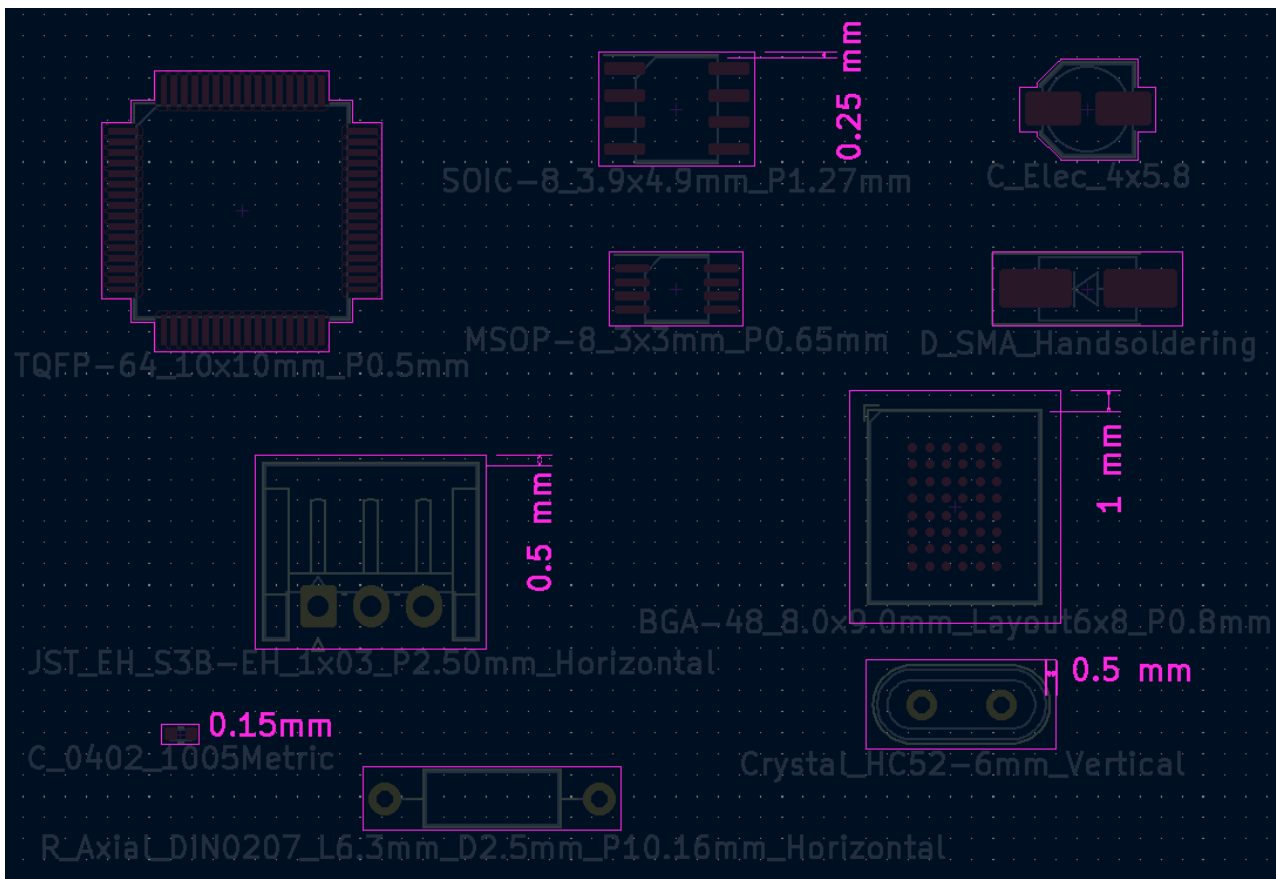 0.25 mm
SOIC-8_3.9x4.9mm_P1.27mm
C_Elec_4x5.8
TQFP-64_10x10mm_P0.5mm
MSOP-8_3x3mm_P0.65mm
D_SMA_Handsoldering
0.5 mm
1 mm
JST_EH_S3B-EH_1x03_P2.50mm_Horizontal
BGA-48_8.0x9.0mm_Layout6x8_P0.8mm
0.5 mm
0.15mm
C_0402_1005Metric
Crystal_HC52-6mm_Vertical
R_Axial_DIN0207_L6.3mm_D2.5mm_P10.16mm_Horizontal